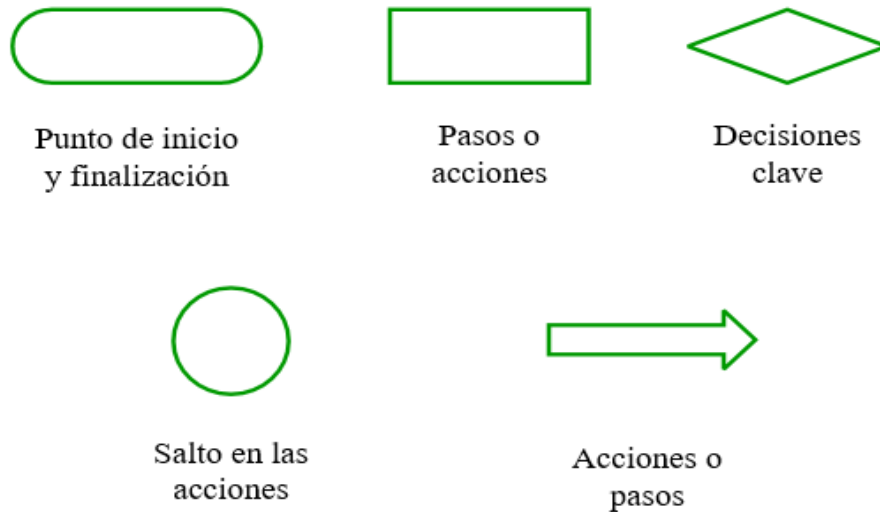 Punto de inicio
y finalización
Pasos o
acciones
Decisiones
clave
Salto en las
acciones
Acciones o
pasos